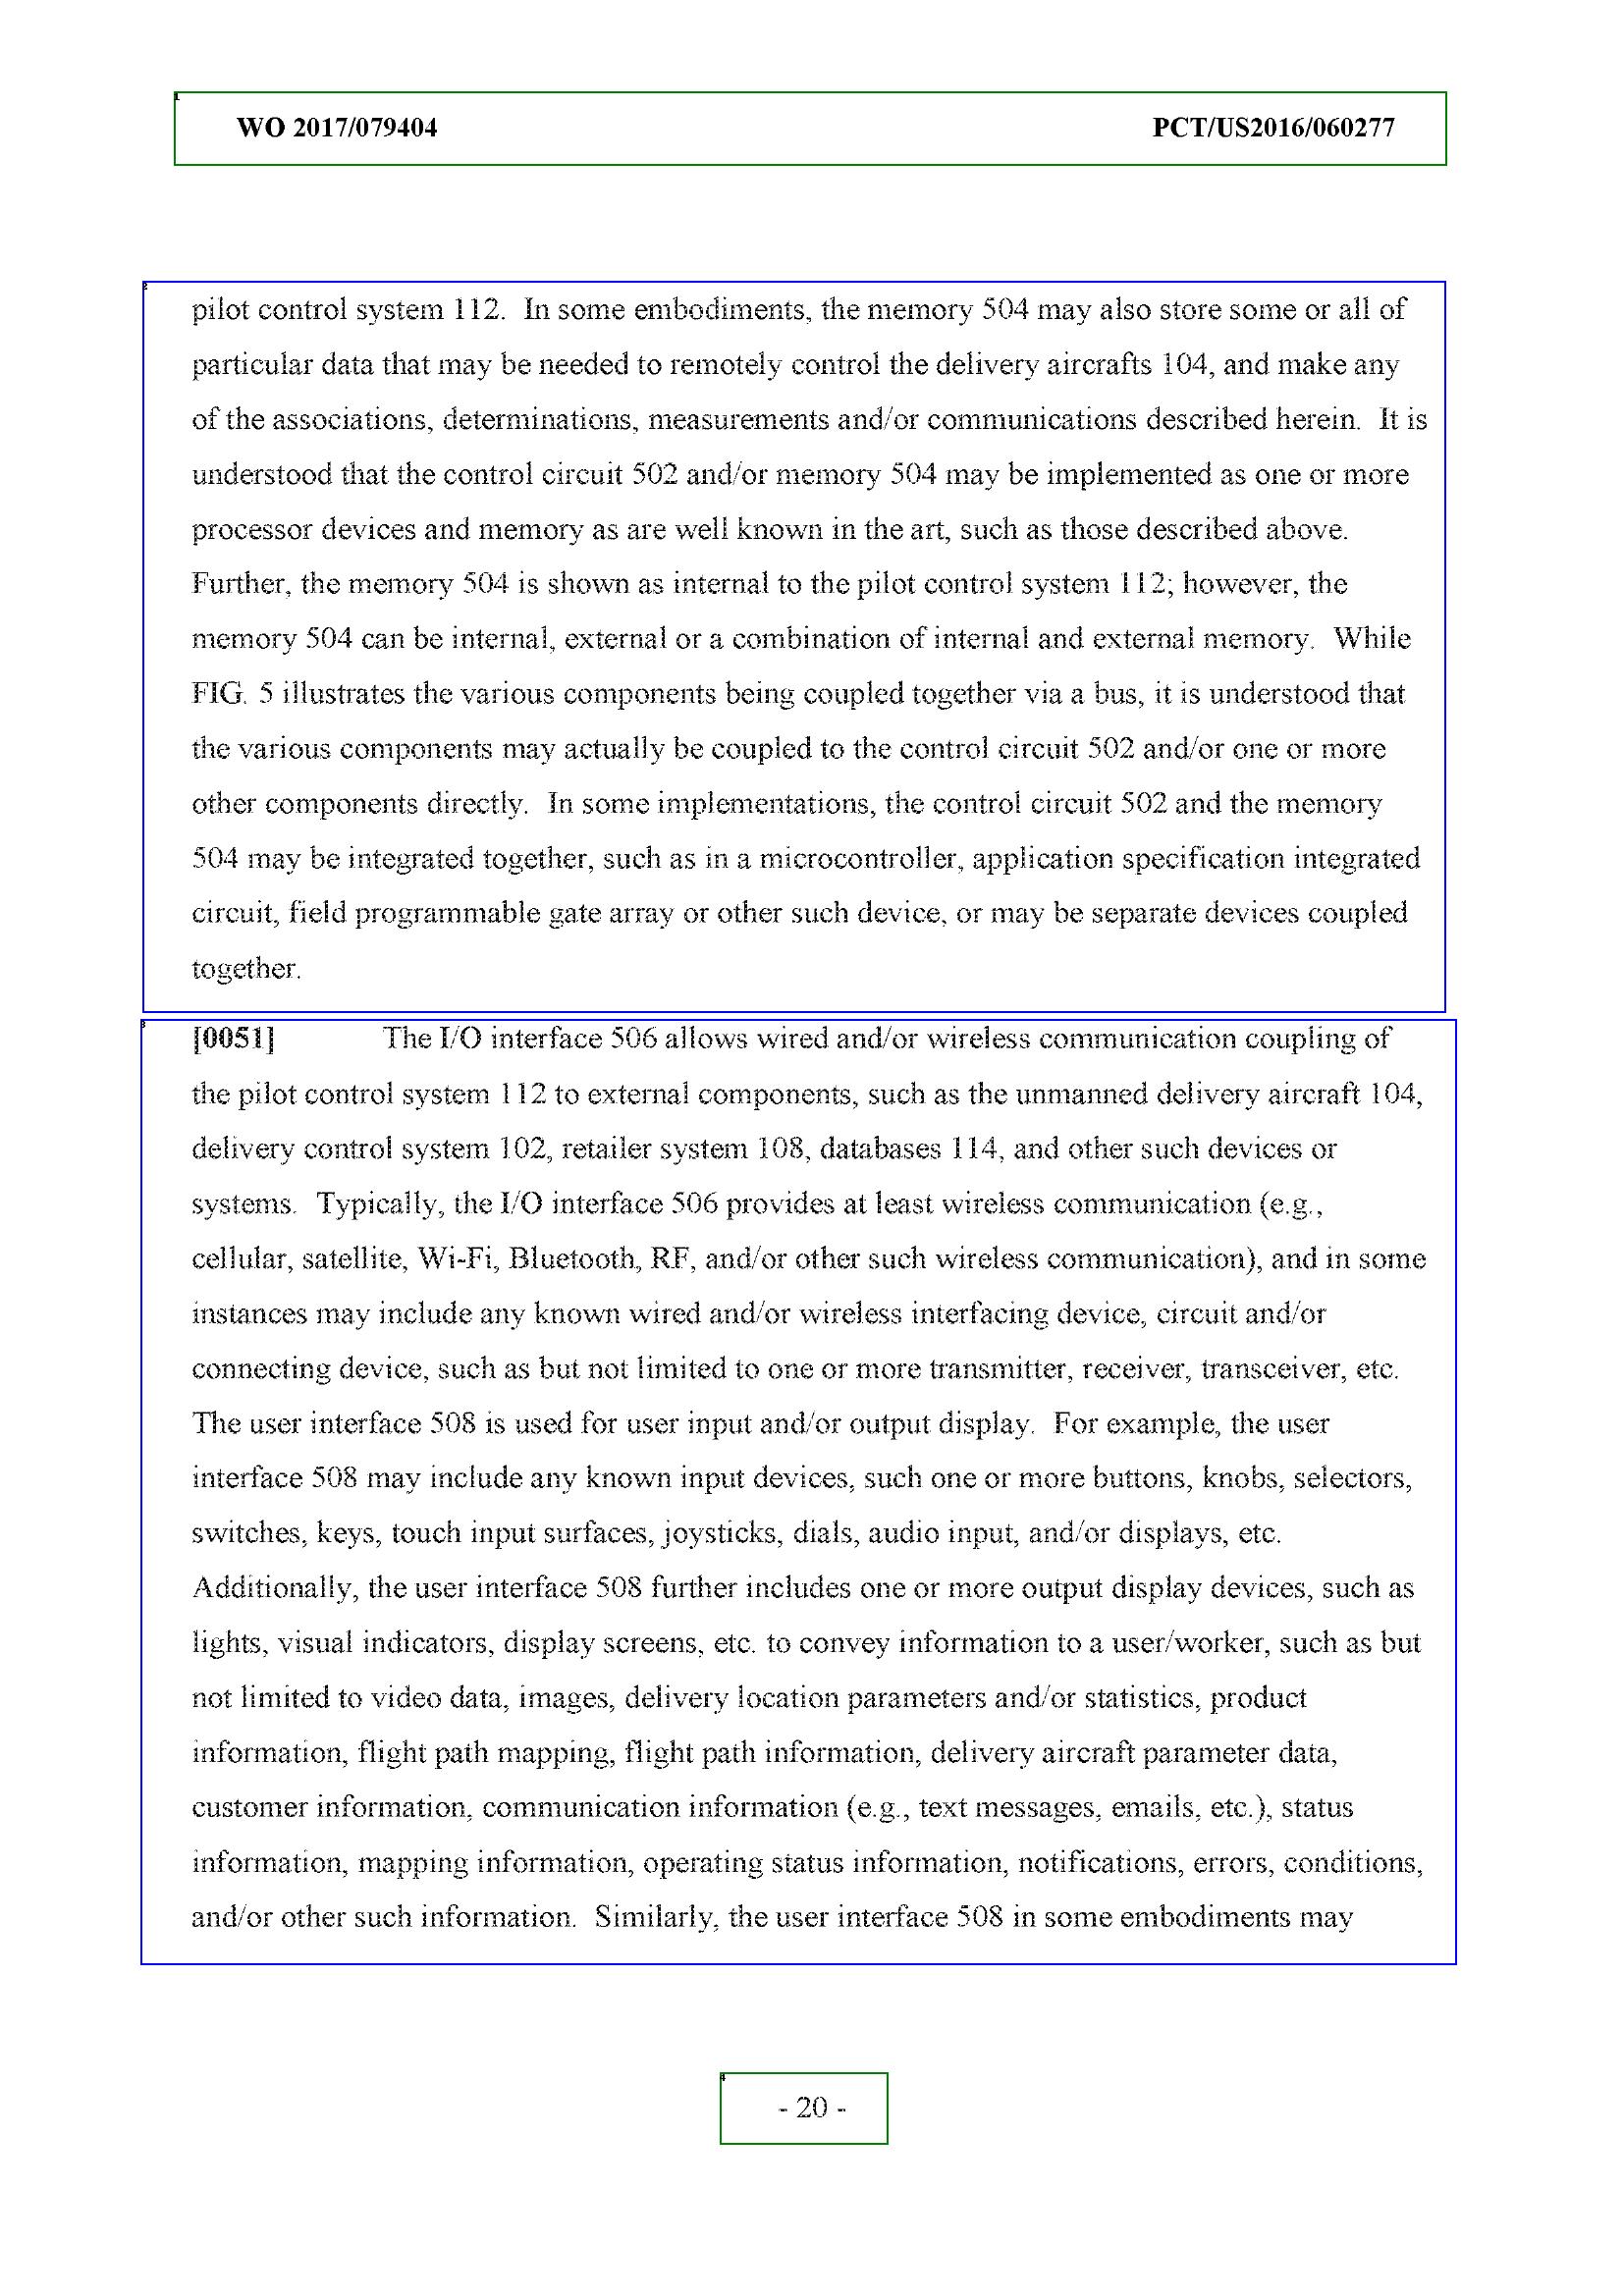 WO 2017/079404 PCT/US2016/060277
pilot control system 112. In some embodiments, the memory 504 may also store some or all of
particular data that may be needed to remotely control the delivery aircrafts 104, and make any
of the associations, determinations, measurements and/or communications described herein. It is
understood that the control circuit 502 and/or memory 504 may be implemented as one or more
processor devices and memory as are well known in the art, such as those described above.
Further, the memory 504 is shown as internal to the pilot control system 112; however, the
memory 504 can be internal, external or a combination of internal and external memory. While
FIG. 5 illustrates the various components being coupled together via a bus, it is understood that
the various components may actually be coupled to the control circuit 502 and/or one or more
other components directly. In some implementations, the control circuit 502 and the memory
504 may be integrated together, such as in a microcontroller, application specification integrated
circuit, field programmable gate array or other such device, or may be separate devices coupled
together.
[0051] The I/O interface 506 allows wired and/or wireless communication coupling of
the pilot control system 112 to external components, such as the unmanned delivery aircraft 104,
delivery control system 102, retailer system 108, databases 114, and other such devices or
systems. Typically, the I/O interface 506 provides at least wireless communication (e.g.,
cellular, satellite, Wi-Fi, Bluetooth, RF, and/or other such wireless communication), and in some
instances may include any known wired and/or wireless interfacing device, circuit and/or
connecting device, such as but not limited to one or more transmitter, receiver, transceiver, etc.
The user interface 508 is used for user input and/or output display. For example, the user
interface 508 may include any known input devices, such one or more buttons, knobs, selectors,
switches, keys, touch input surfaces, joysticks, dials, audio input, and/or displays, etc.
Additionally, the user interface 508 further includes one or more output display devices, such as
lights, visual indicators, display screens, etc. to convey information to a user/worker, such as but
not limited to video data, images, delivery location parameters and/or statistics, product
information, flight path mapping, flight path information, delivery aircraft parameter data,
customer information, communication information (e.g., text messages, emails, etc.), status
information, mapping information, operating status information, notifications, errors, conditions,
and/or other such information. Similarly, the user interface 508 in some embodiments may
- 20 -